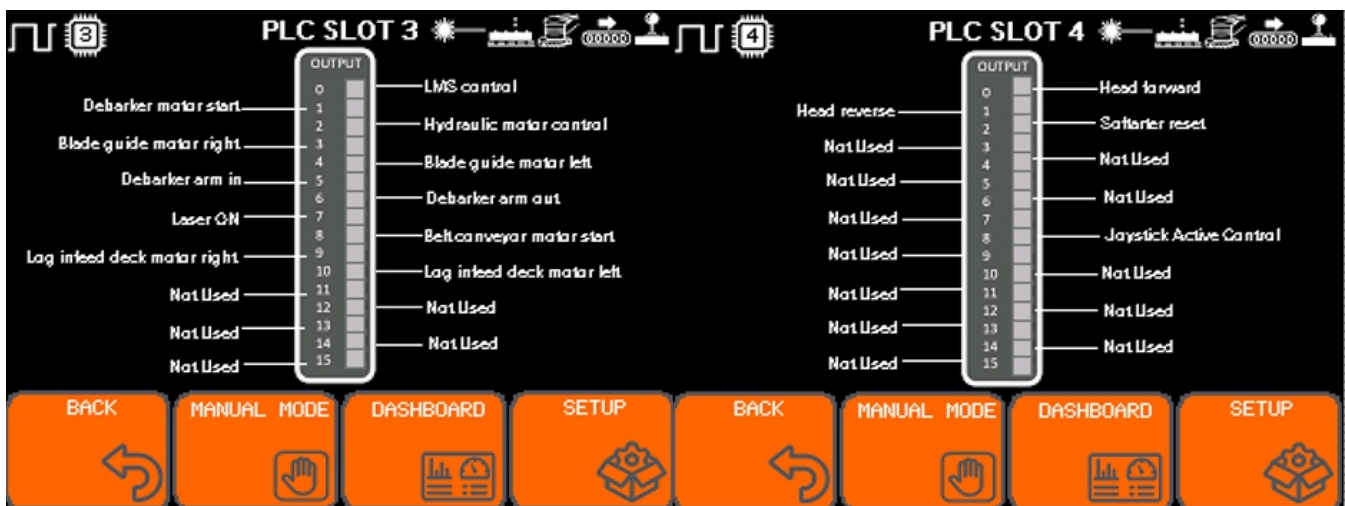 3
PLC SLOT 3
00000
OUTPUT
0 LMS control
Debarker motor start 1
2 Hydraulic motor control
Blade guide motor right 3
4 Blade guide motor left
Debarker arm in 5
6 Debarker arm out
Laser ON 7
8 Belt conveyor motor start
Log infeed deck motor right 9
10 Log infeed deck motor left
Not Used 11
12 Not Used
Not Used 13
14 Not Used
Not Used 15
BACK
MANUAL MODE
DASHBOARD
SETUP
4
PLC SLOT 4
00000
OUTPUT
0 Head forward
Head reverse 1
2 Softarter reset
Not Used 3
4 Not Used
Not Used 5
6 Not Used
Not Used 7
8 Joystick Active Control
Not Used 9
10 Not Used
Not Used 11
12 Not Used
Not Used 13
14 Not Used
Not Used 15
BACK
MANUAL MODE
DASHBOARD
SETUP